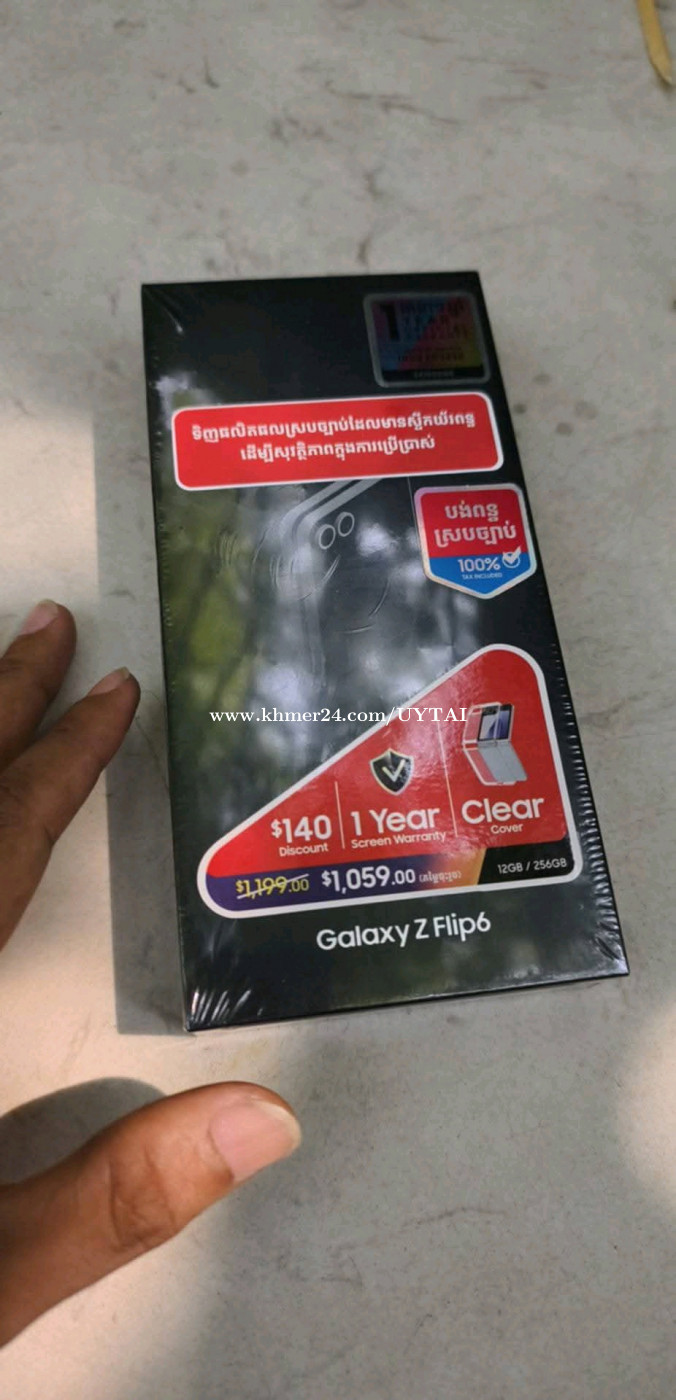 1
YEAR
ទិញផលិតផលស្របច្បាប់ដែលមានស្លឹកឃីរពន្ធ
ដើម្បីសុវត្ថិភាពក្នុងការប្រើប្រាស់
បង់ពន្ធ
ស្របច្បាប់
100%
TAX INCLUDED
www.khmer24.com/UYTAI
$140
Discount
1 Year
Screen Warranty
Clear
Cover
$1,199.00 $1,059.00
12GB / 256GB
Galaxy Z Flip6